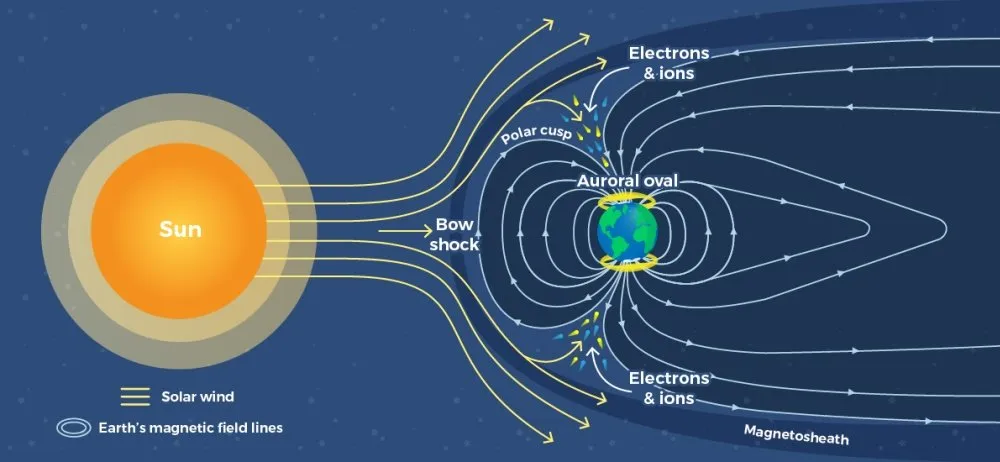 Electrons
& ions
Polar cusp
Auroral oval
Sun
Bow
shock
Electrons
& ions
Solar wind
Earth's magnetic field lines
Magnetosheath